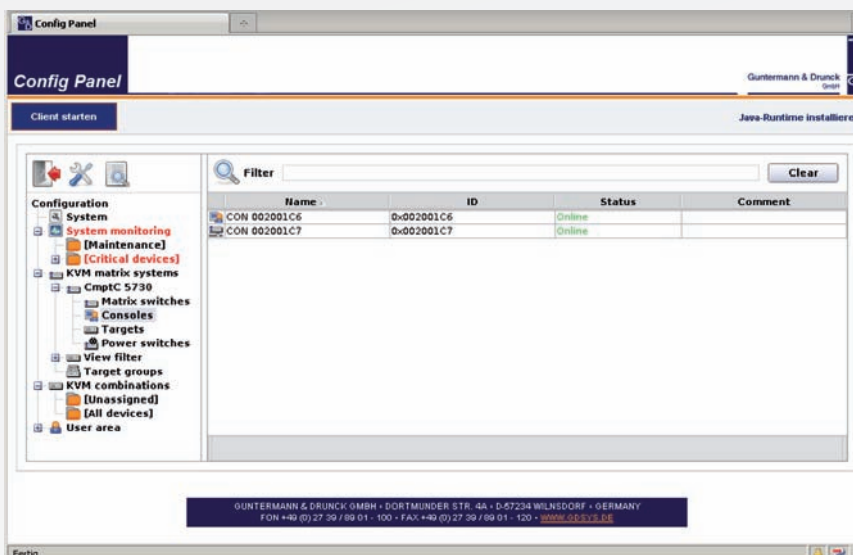 Config Panel
Config Panel
Guntermann & Drunck
GmbH
Client starten
Java-Runtime installiere
Filter
Clear
Configuration
System
System monitoring
[Maintenance]
[Critical devices]
KVM matrix systems
CmptC 5730
Matrix switches
Consoles
Targets
Power switches
View filter
Target groups
KVM combinations
[Unassigned]
[All devices]
User area
Name ID Status Comment
CON 002001C6 0x002001C6 Online
CON 002001C7 0x002001C7 Online
GUNTERMANN & DRUNCK GMBH • DORTMUNDER STR. 4A • D-57234 WILNSDORF • GERMANY
FON +49 (0) 27 39 / 89 01 - 100 • FAX +49 (0) 27 39 / 89 01 - 120 • WWW.GDSYS.DE
Fertig